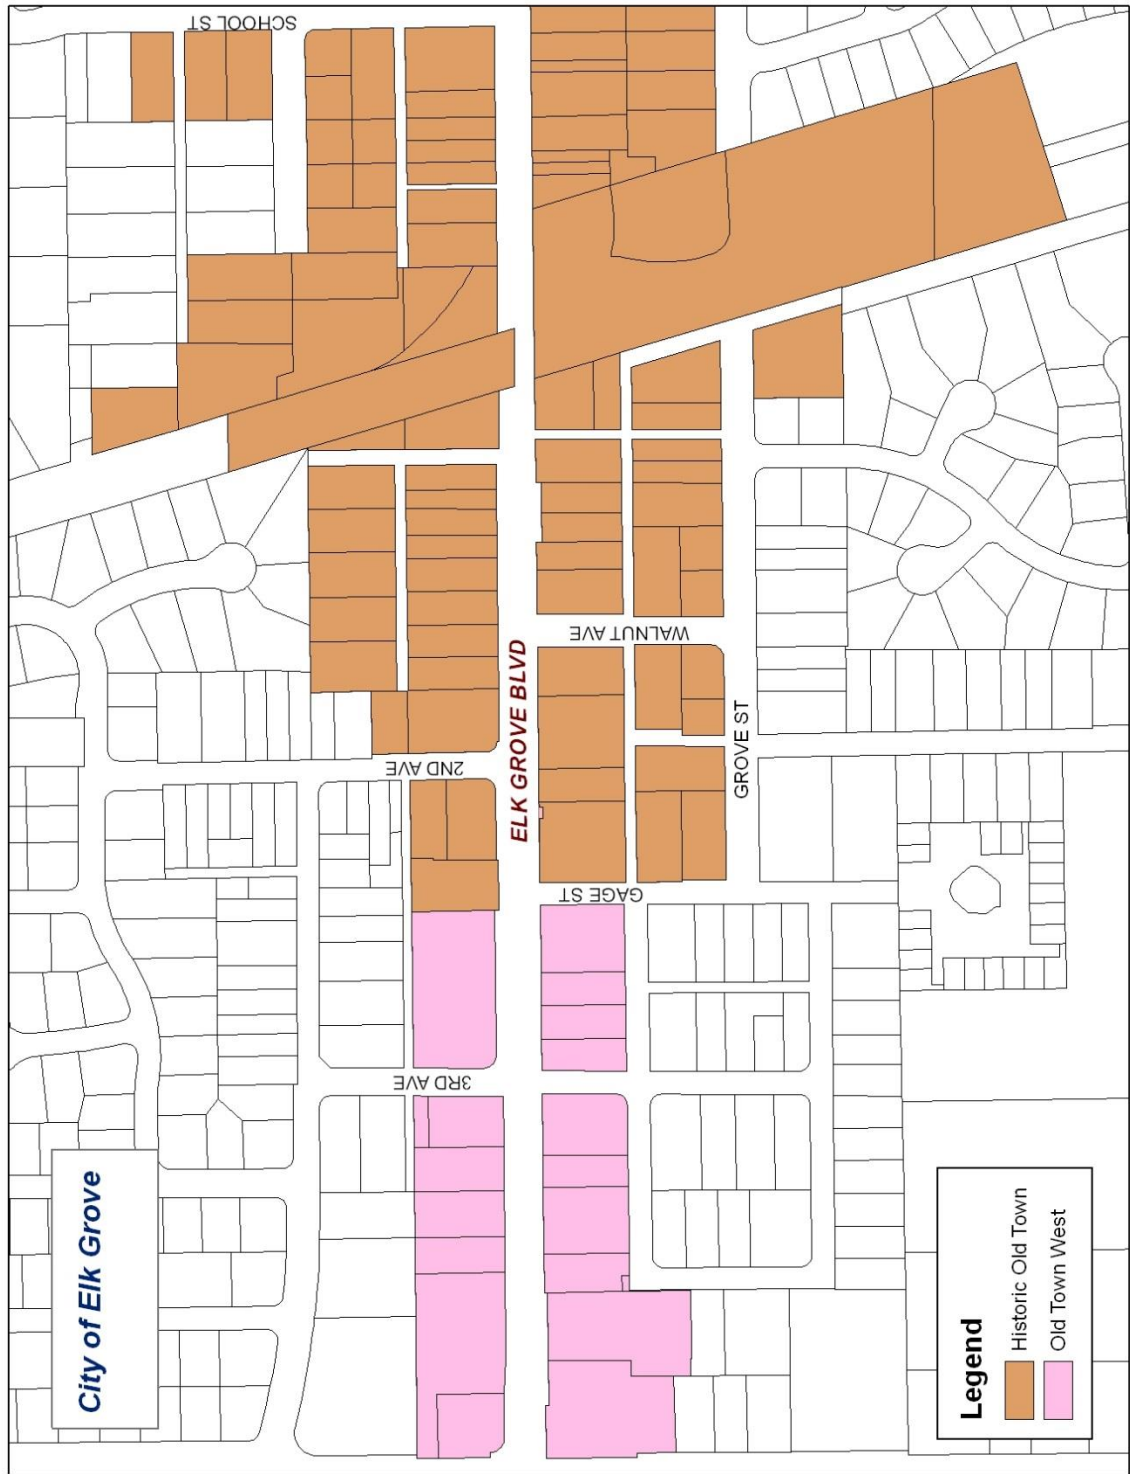 City of Elk Grove
SCHOOL ST
2ND AVE
3RD AVE
ELK GROVE BLVD
WALNUT AVE
GAGE ST
GROVE ST
Legend
Historic Old Town
Old Town West